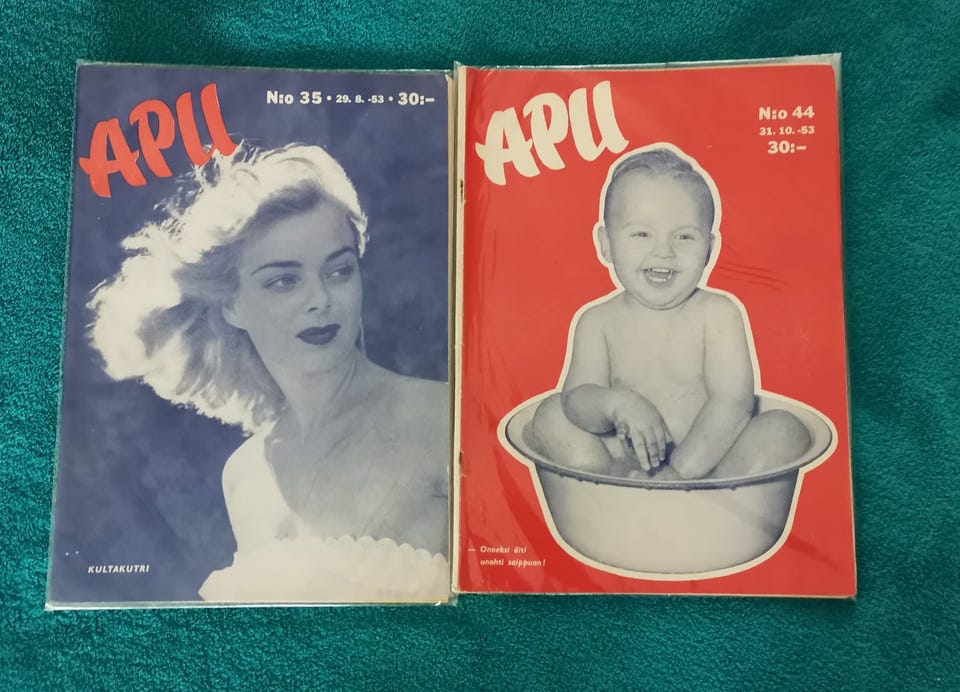 APU
N:o 35 • 29. 8. -53 • 30:–
KULTAKUTRI
APU
N:o 44
31. 10. -53
30:–
— Onneksi äiti
unohti saippuan!